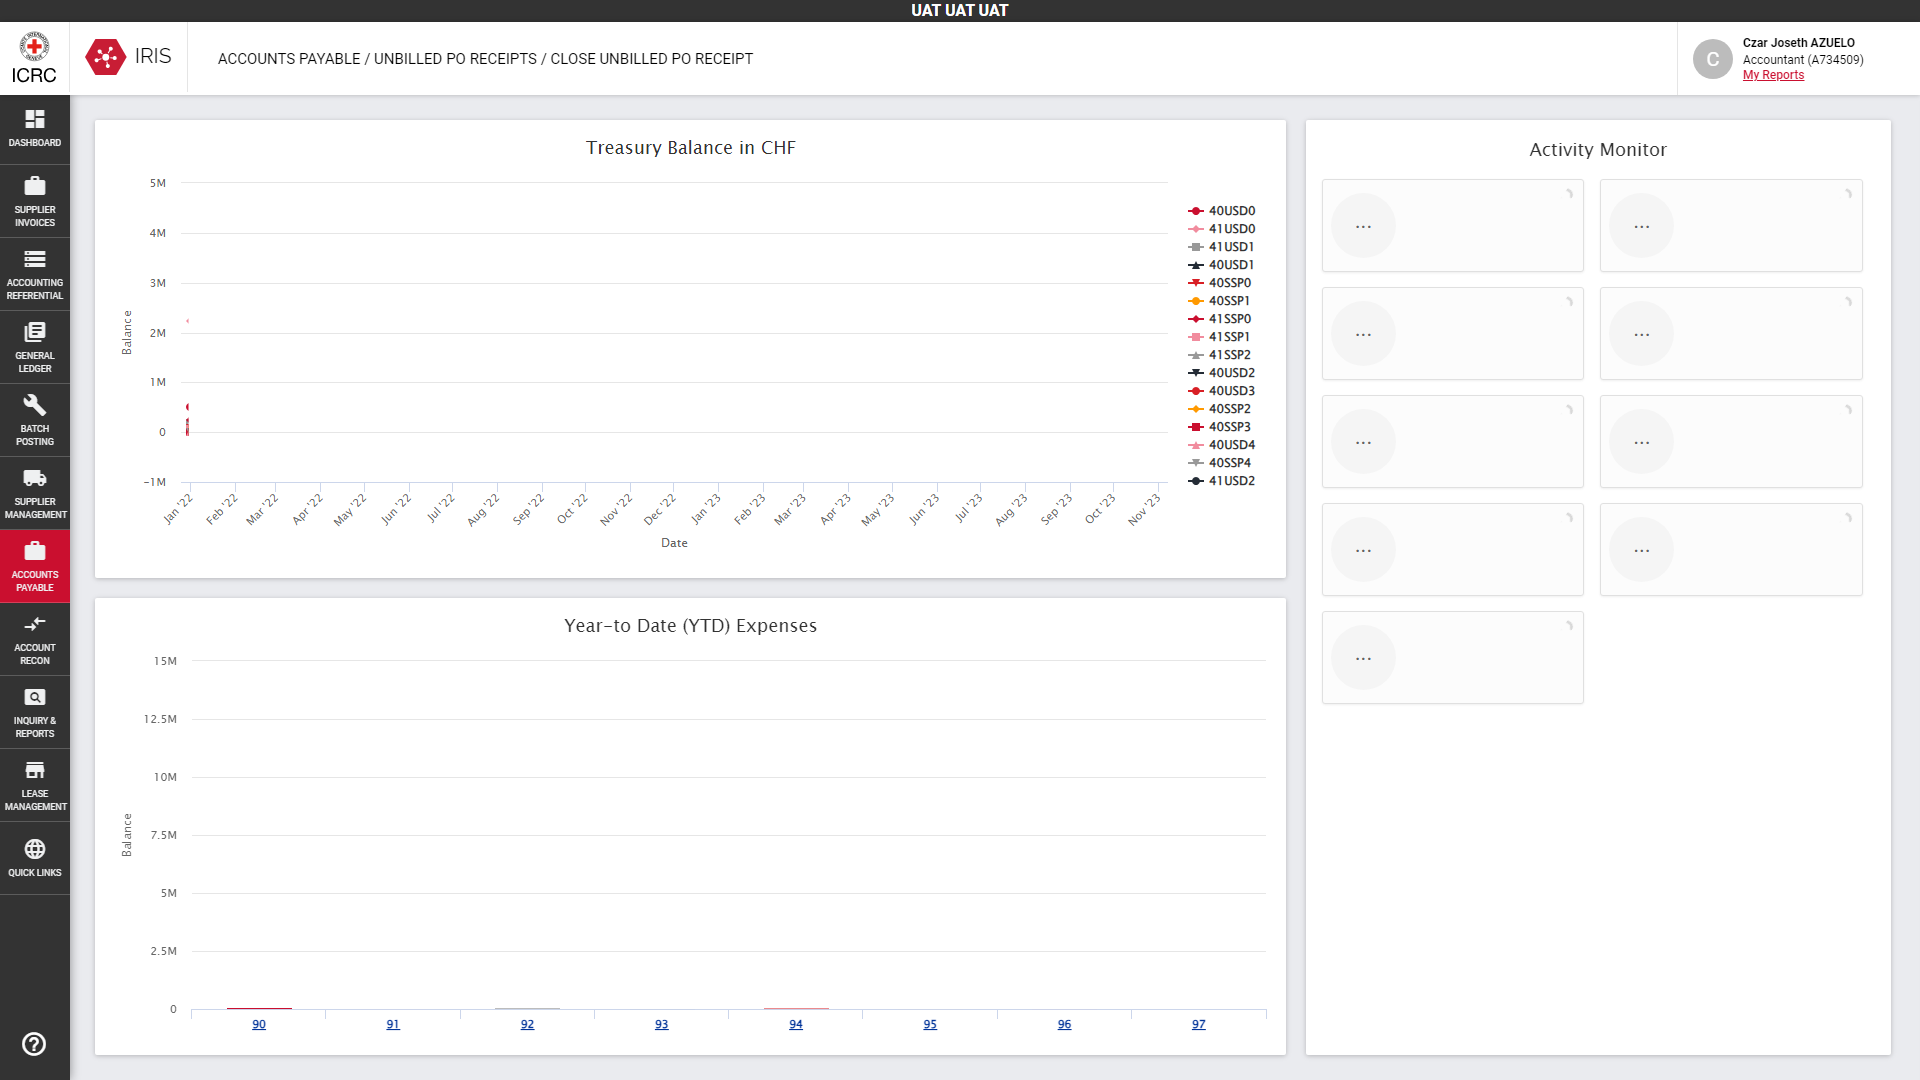 UAT UAT UAT
ICRC
IRIS
ACCOUNTS PAYABLE / UNBILLED PO RECEIPTS / CLOSE UNBILLED PO RECEIPT
C
Czar Joseth AZUELO
Accountant (A734509)
My Reports
DASHBOARD
SUPPLIER
INVOICES
ACCOUNTING
REFERENTIAL
GENERAL
LEDGER
BATCH
POSTING
SUPPLIER
MANAGEMENT
ACCOUNTS
PAYABLE
ACCOUNT
RECON
INQUIRY &
REPORTS
LEASE
MANAGEMENT
QUICK LINKS
Treasury Balance in CHF
5M
4M
3M
2M
1M
0
-1M
Balance
Jan '22
Feb '22
Mar '22
Apr '22
May '22
Jun '22
Jul '22
Aug '22
Sep '22
Oct '22
Nov '22
Dec '22
Jan '23
Feb '23
Mar '23
Apr '23
May '23
Jun '23
Jul '23
Aug '23
Sep '23
Oct '23
Nov '23
Date
40USD0
41USD0
41USD1
40USD1
40SSP0
40SSP1
41SSP0
41SSP1
41SSP2
40USD2
40USD3
40SSP2
40SSP3
40USD4
40SSP4
41USD2
Year-to Date (YTD) Expenses
15M
12.5M
10M
7.5M
5M
2.5M
0
Balance
90
91
92
93
94
95
96
97
Activity Monitor
...
...
...
...
...
...
...
...
...